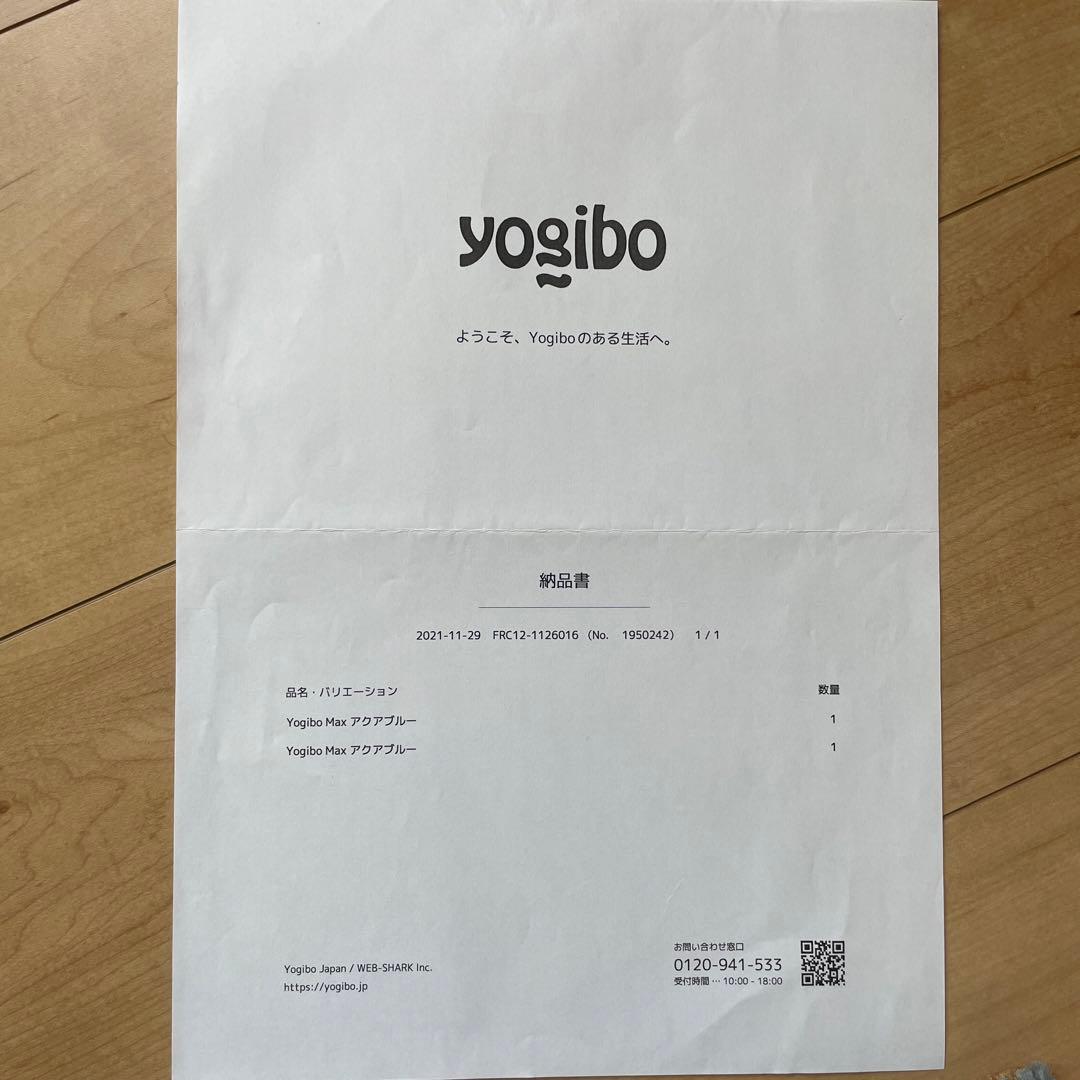 yogibo
ようこそ、Yogiboのある生活へ。
納品書
2021-11-29 FRC12-1126016 (No. 1950242) 1 / 1
品名・バリエーション 数量
Yogibo Max アクアブルー 1
Yogibo Max アクアブルー 1
お問い合わせ窓口
0120-941-533
受付時間 … 10:00 - 18:00
Yogibo Japan / WEB-SHARK Inc.
https://yogibo.jp